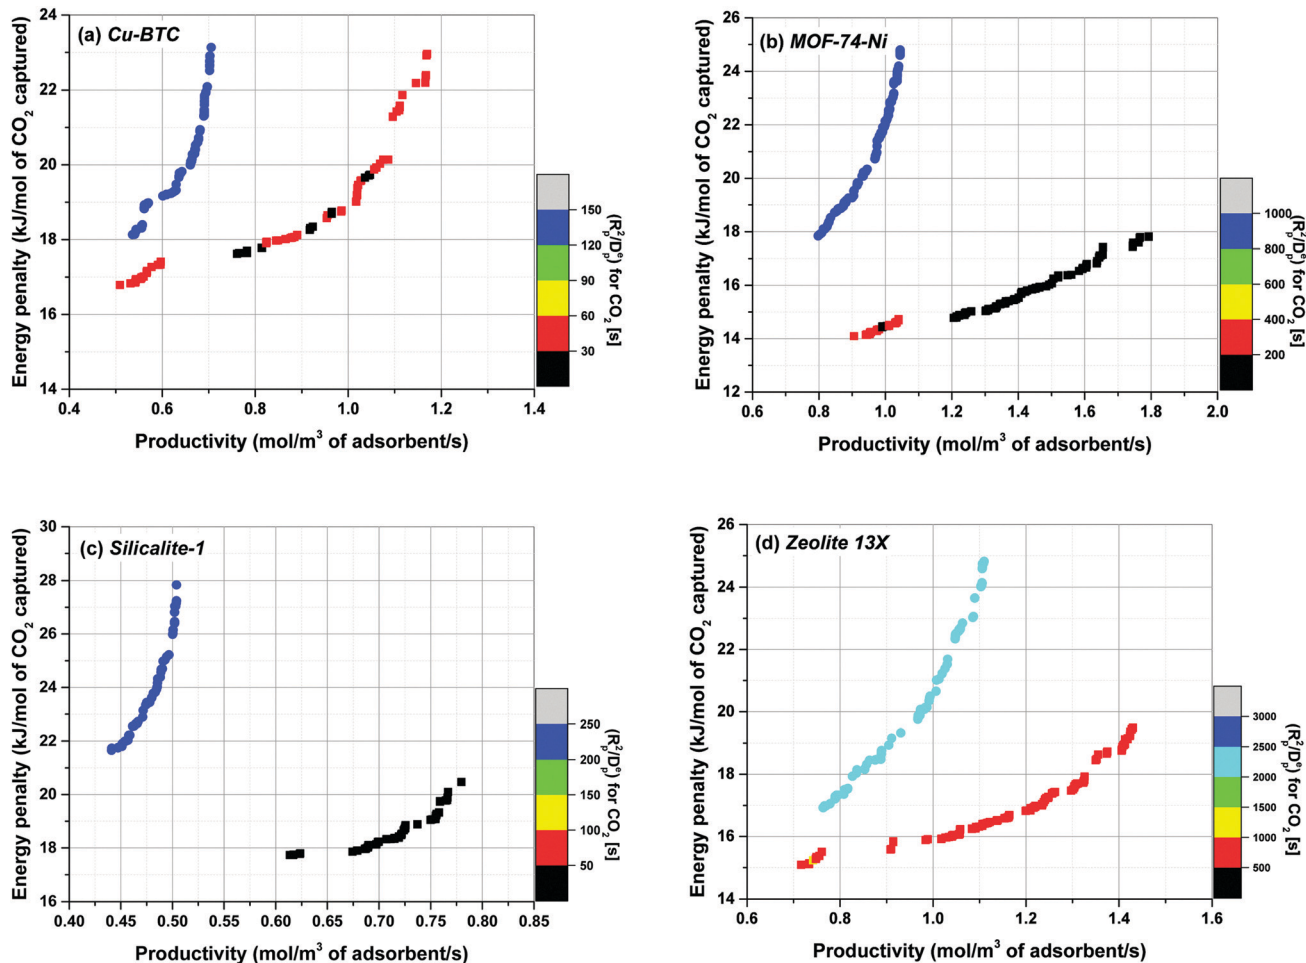 (a) Cu-BTC
Energy penalty (kJ/mol of CO₂ captured)
24
22
20
18
16
14
0.4 0.6 0.8 1.0 1.2 1.4
Productivity (mol/m³ of adsorbent/s)
150
120
90
60
30
(R²ₚ/Dᵉₚ) for CO₂ [s]
(b) MOF-74-Ni
Energy penalty (kJ/mol of CO₂ captured)
26
24
22
20
18
16
14
12
0.6 0.8 1.0 1.2 1.4 1.6 1.8 2.0
Productivity (mol/m³ of adsorbent/s)
1000
800
600
400
200
(R²ₚ/Dᵉₚ) for CO₂ [s]
(c) Silicalite-1
Energy penalty (kJ/mol of CO₂ captured)
30
28
26
24
22
20
18
16
0.40 0.45 0.50 0.55 0.60 0.65 0.70 0.75 0.80 0.85
Productivity (mol/m³ of adsorbent/s)
250
200
150
100
50
(R²ₚ/Dᵉₚ) for CO₂ [s]
(d) Zeolite 13X
Energy penalty (kJ/mol of CO₂ captured)
26
24
22
20
18
16
14
0.6 0.8 1.0 1.2 1.4 1.6
Productivity (mol/m³ of adsorbent/s)
3000
2500
2000
1500
1000
500
(R²ₚ/Dᵉₚ) for CO₂ [s]